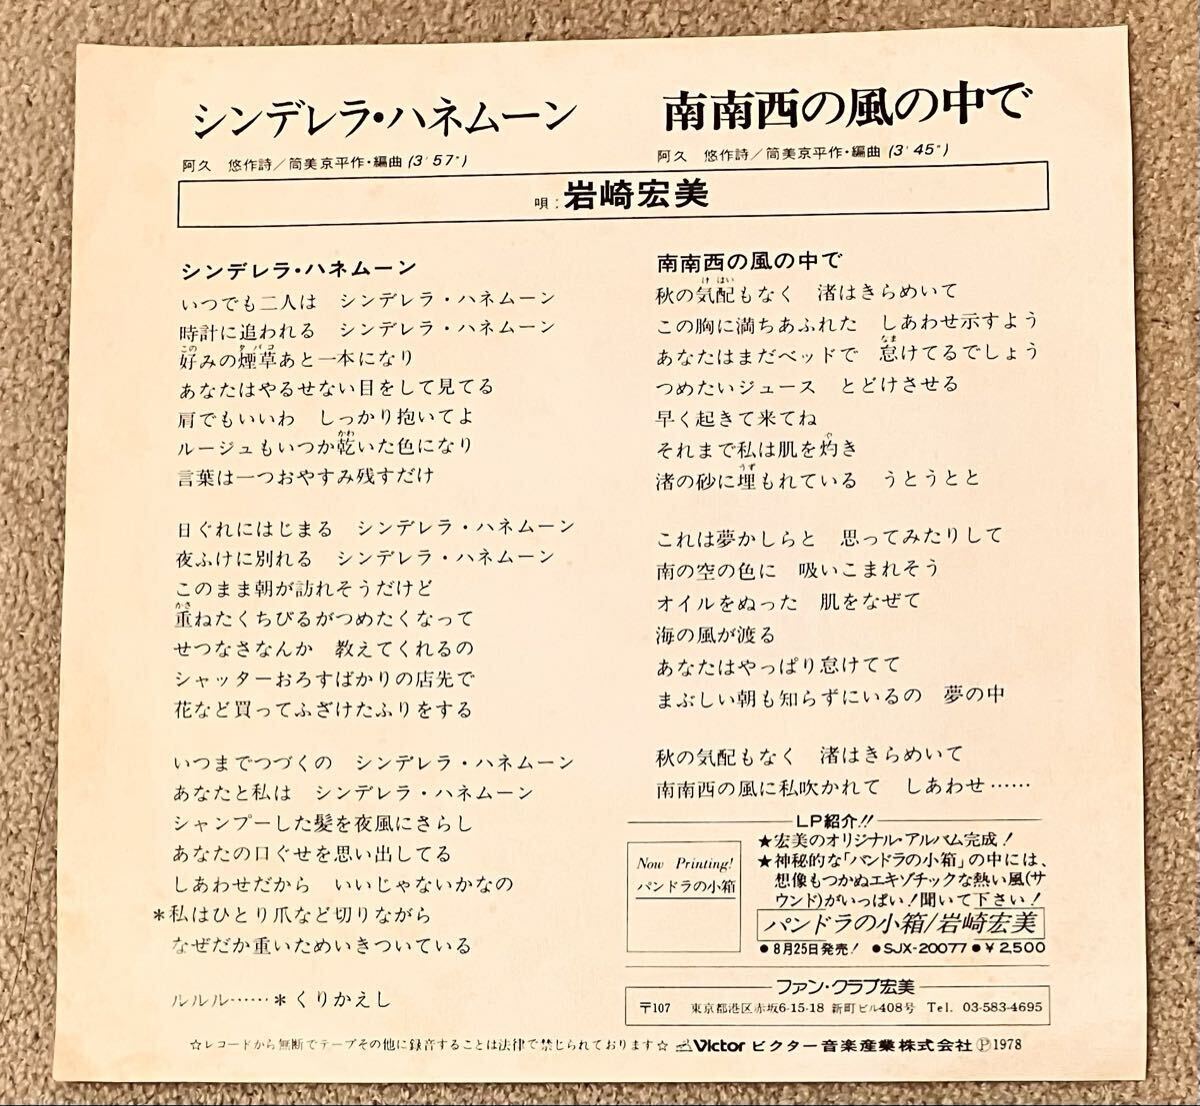 シンデレラ・ハネムーン
阿久 悠作詩/筒美京平作・編曲(3'57")
南南西の風の中で
阿久 悠作詩/筒美京平作・編曲(3'45")
唄:岩崎宏美
シンデレラ・ハネムーン
いつでも二人は シンデレラ・ハネムーン
時計に追われる シンデレラ・ハネムーン
好みの煙草あと一本になり
あなたはやるせない目をして見てる
肩でもいいわ しっかり抱いてよ
ルージュもいつか乾いた色になり
言葉は一つおやすみ残すだけ
日ぐれにはじまる シンデレラ・ハネムーン
夜ふけに別れる シンデレラ・ハネムーン
このまま朝が訪れそうだけど
重ねたくちびるがつめたくなって
せつなさなんか 教えてくれるの
シャッターおろすばかりの店先で
花など買ってふざけたふりをする
いつまでつづくの シンデレラ・ハネムーン
あなたと私は シンデレラ・ハネムーン
シャンプーした髪を夜風にさらし
あなたの口ぐせを思い出してる
しあわせだから いいじゃないかなの
*私はひとり爪など切りながら
なぜだか重いためいきついている
ルルル……*くりかえし
南南西の風の中で
秋の気配もなく 渚はきらめいて
この胸に満ちあふれた しあわせ示すよう
あなたはまだベッドで 怠けてるでしょう
つめたいジュース とどけさせる
早く起きて来てね
それまで私は肌を灼き
渚の砂に埋もれている うとうとと
これは夢かしらと 思ってみたりして
南の空の色に 吸いこまれそう
オイルをぬった 肌をなぜて
海の風が渡る
あなたはやっぱり怠けてて
まぶしい朝も知らずにいるの 夢の中
秋の気配もなく 渚はきらめいて
南南西の風に私吹かれて しあわせ……
LP紹介!!
Now Printing!
パンドラの小箱
★宏美のオリジナル・アルバム完成!
★神秘的な「パンドラの小箱」の中には、
想像もつかぬエキゾチックな熱い風(サ
ウンド)がいっぱい!聞いて下さい!
パンドラの小箱/岩崎宏美
●8月25日発売! ●SJX-20077●¥2,500
ファン・クラブ宏美
〒107 東京都港区赤坂6-15-18 新町ビル408号 Tel. 03-583-4695
☆レコードから無断でテープその他に録音することは法律で禁じられております☆ Victor ビクター音楽産業株式会社 Ⓟ1978